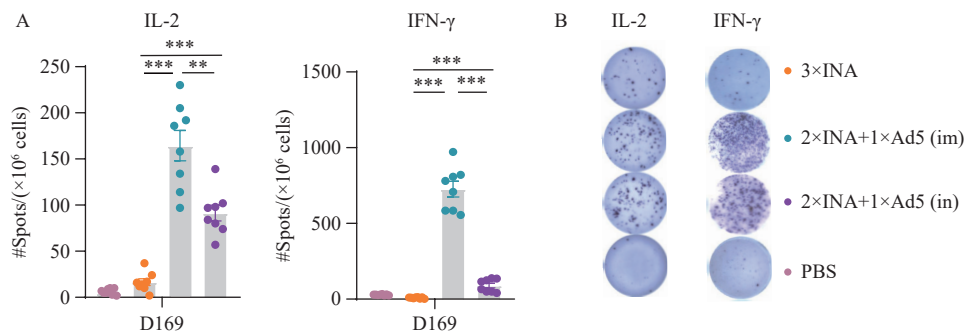 A
IL-2
***
*** **
#Spots/(×10⁶ cells)
250
200
150
100
50
0
D169
IFN-γ
***
*** ***
#Spots/(×10⁶ cells)
1500
1000
500
0
D169
B
IL-2 IFN-γ
3×INA
2×INA+1×Ad5 (im)
2×INA+1×Ad5 (in)
PBS